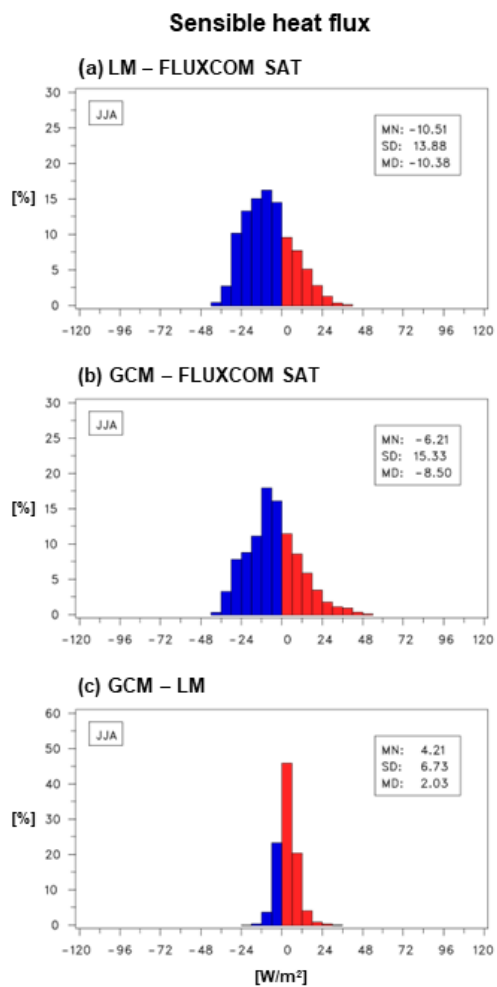 Sensible heat flux
(a) LM – FLUXCOM SAT
30
25
20
15
10
5
0
[%]
JJA
MN: -10.51
SD: 13.88
MD: -10.38
-120 -96 -72 -48 -24 0 24 48 72 96 120
(b) GCM – FLUXCOM SAT
30
25
20
15
10
5
0
[%]
JJA
MN: -6.21
SD: 15.33
MD: -8.50
-120 -96 -72 -48 -24 0 24 48 72 96 120
(c) GCM – LM
60
50
40
30
20
10
0
[%]
JJA
MN: 4.21
SD: 6.73
MD: 2.03
-120 -96 -72 -48 -24 0 24 48 72 96 120
[W/m²]